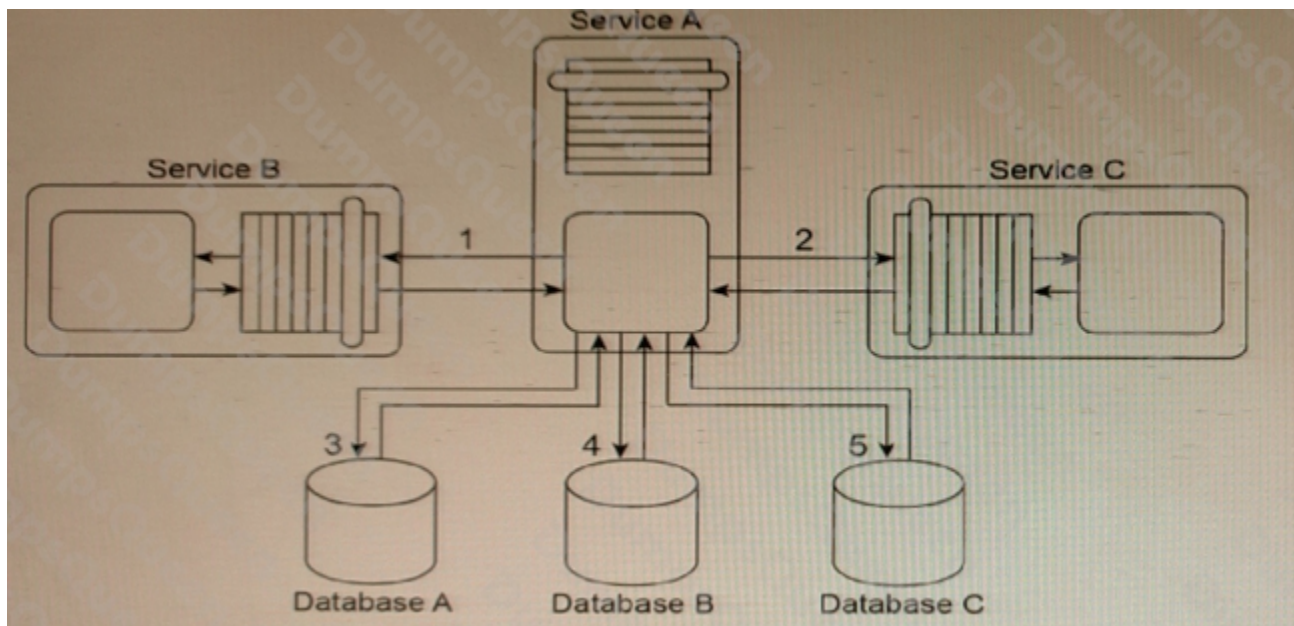 Service A
Service B
Service C
1
2
3
4
5
Database A
Database B
Database C